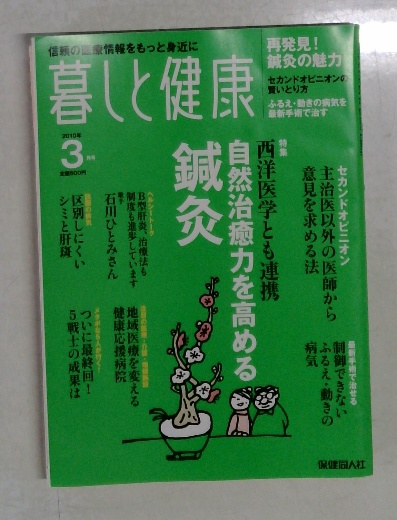 信頼の医療情報をもっと身近に
暮しと健康
再発見!
鍼灸の魅力
セカンドオピニオンの
賢いとり方
ふるえ・動きの病気を
最新手術で治す
2010年
3月号
定価600円
セカンドオピニオン
主治医以外の医師から
意見を求める法
特集
西洋医学とも連携
自然治癒力を高める
鍼灸
B型肝炎、治療法も
制度も進歩しています
歌手
石川ひとみさん
区別しにくい
シミと肝斑
最新手術で治せる
制御できない
ふるえ・動きの
病気
地域医療を変える
健康応援病院
ついに最終回!
5戦士の成果は
保健同人社